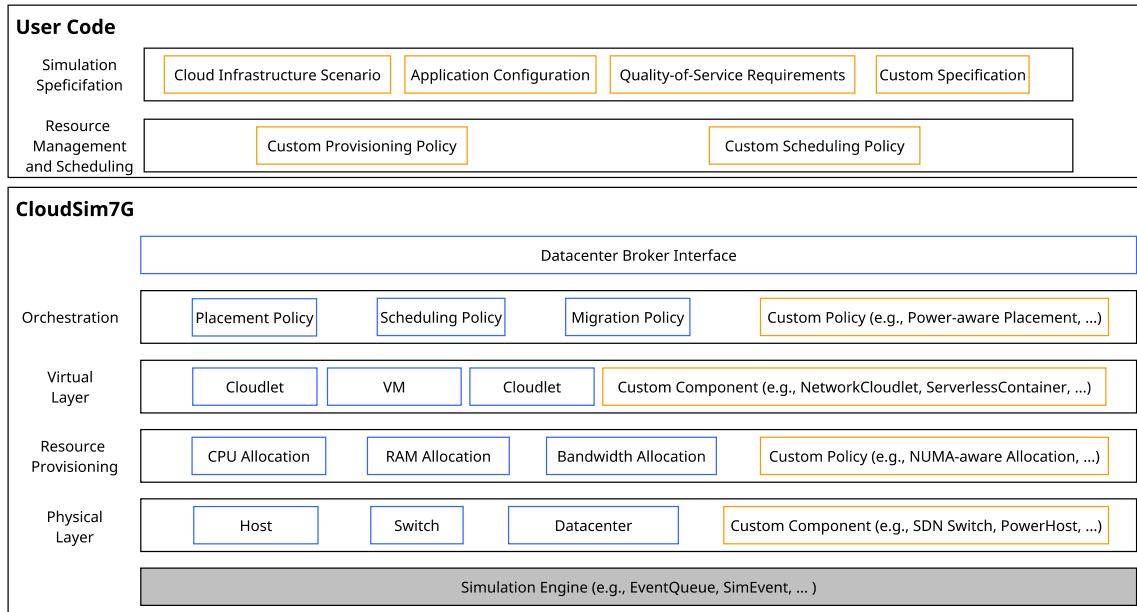 User Code
Simulation
Speficifation
Cloud Infrastructure Scenario
Application Configuration
Quality-of-Service Requirements
Custom Specification
Resource
Management
and Scheduling
Custom Provisioning Policy
Custom Scheduling Policy
CloudSim7G
Datacenter Broker Interface
Orchestration
Placement Policy
Scheduling Policy
Migration Policy
Custom Policy (e.g., Power-aware Placement, ...)
Virtual
Layer
Cloudlet
VM
Cloudlet
Custom Component (e.g., NetworkCloudlet, ServerlessContainer, ...)
Resource
Provisioning
CPU Allocation
RAM Allocation
Bandwidth Allocation
Custom Policy (e.g., NUMA-aware Allocation, ...)
Physical
Layer
Host
Switch
Datacenter
Custom Component (e.g., SDN Switch, PowerHost, ...)
Simulation Engine (e.g., EventQueue, SimEvent, ... )